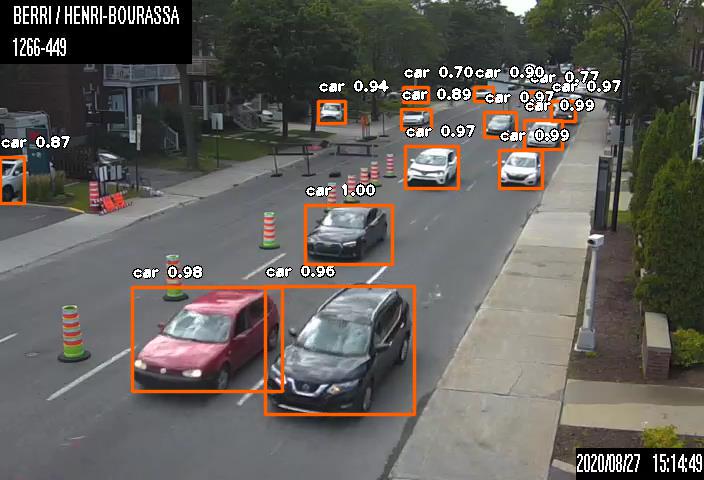 BERRI / HENRI-BOURASSA
1266-449
car 0.94
car 0.70
car 0.90
0.77
car 0.89
car 0.97
car 0.97
car 0.99
car 0.97
0.99
car 0.87
car 1.00
car 0.98
car 0.96
2020/08/27 15:14:49